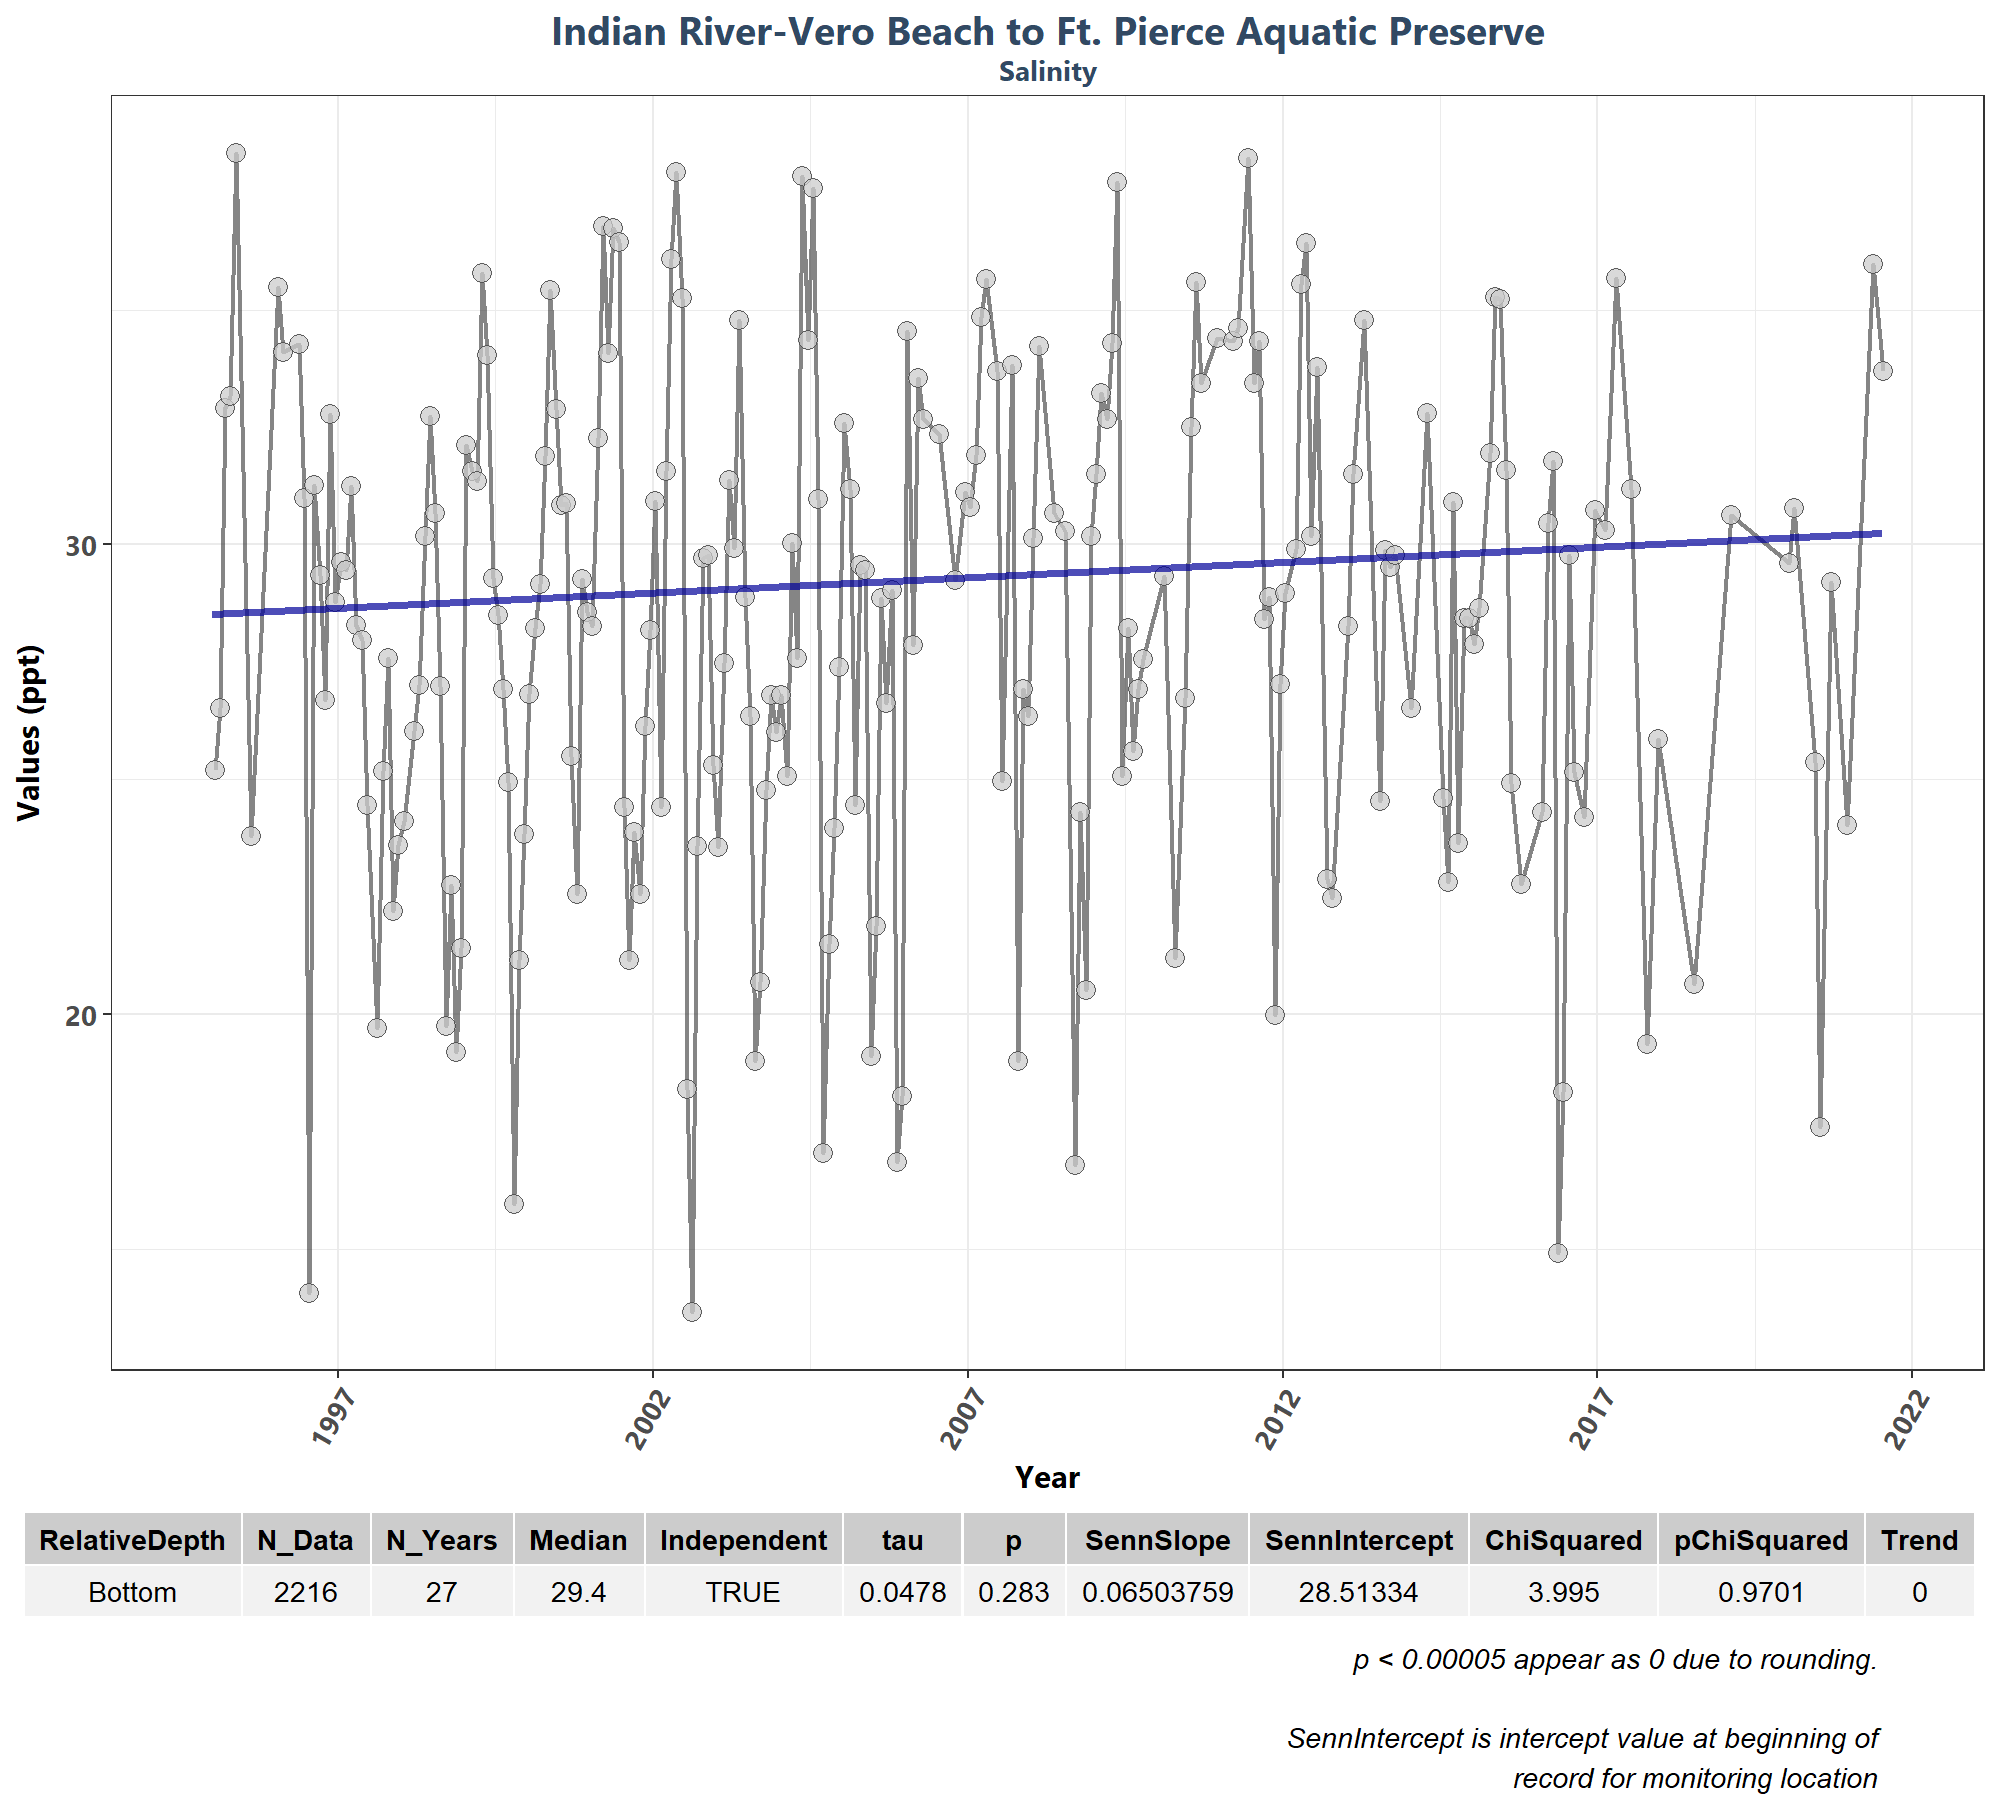 Indian River-Vero Beach to Ft. Pierce Aquatic Preserve
Salinity
Values (ppt)
30
20
1997
2002
2007
2012
2017
2022
Year
RelativeDepth N_Data N_Years Median Independent tau p SennSlope SennIntercept ChiSquared pChiSquared Trend
Bottom 2216 27 29.4 TRUE 0.0478 0.283 0.06503759 28.51334 3.995 0.9701 0
p < 0.00005 appear as 0 due to rounding.
SennIntercept is intercept value at beginning of
record for monitoring location